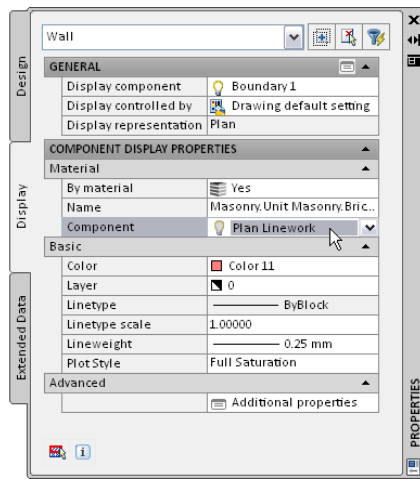 Wall
Design
GENERAL
Display component Boundary 1
Display controlled by Drawing default setting
Display representation Plan
COMPONENT DISPLAY PROPERTIES
Material
By material Yes
Name Masonry.Unit Masonry.Bric...
Component Plan Linework
Display
Basic
Color Color 11
Layer 0
Linetype ByBlock
Linetype scale 1.00000
Lineweight 0.25 mm
Plot Style Full Saturation
Extended Data
Advanced
Additional properties
PROPERTIES